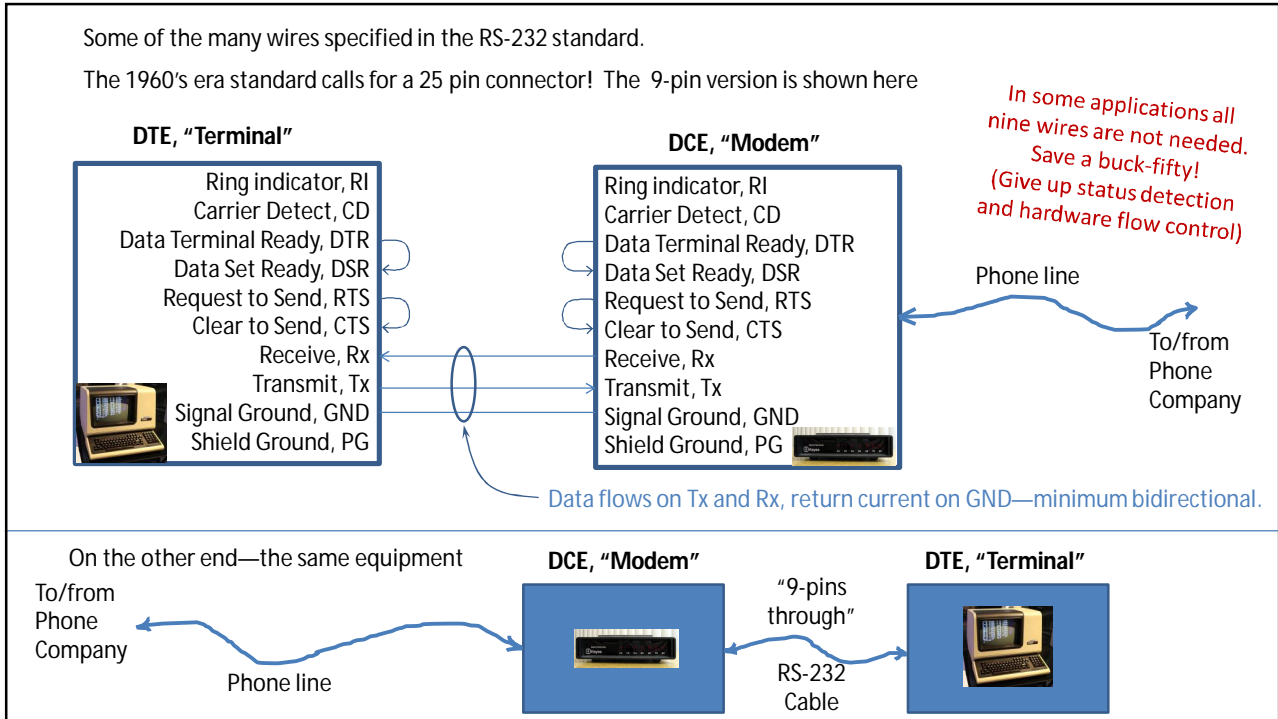 Some of the many wires specified in the RS-232 standard.
The 1960's era standard calls for a 25 pin connector! The 9-pin version is shown here
In some applications all
nine wires are not needed.
Save a buck-fifty!
(Give up status detection
and hardware flow control)
DTE, "Terminal"
Ring indicator, RI
Carrier Detect, CD
Data Terminal Ready, DTR
Data Set Ready, DSR
Request to Send, RTS
Clear to Send, CTS
Receive, Rx
Transmit, Tx
Signal Ground, GND
Shield Ground, PG
DCE, "Modem"
Ring indicator, RI
Carrier Detect, CD
Data Terminal Ready, DTR
Data Set Ready, DSR
Request to Send, RTS
Clear to Send, CTS
Receive, Rx
Transmit, Tx
Signal Ground, GND
Shield Ground, PG
Hayes
Phone line
To/from
Phone
Company
Data flows on Tx and Rx, return current on GND—minimum bidirectional.
On the other end—the same equipment
To/from
Phone
Company
Phone line
DCE, "Modem"
Hayes
"9-pins
through"
RS-232
Cable
DTE, "Terminal"